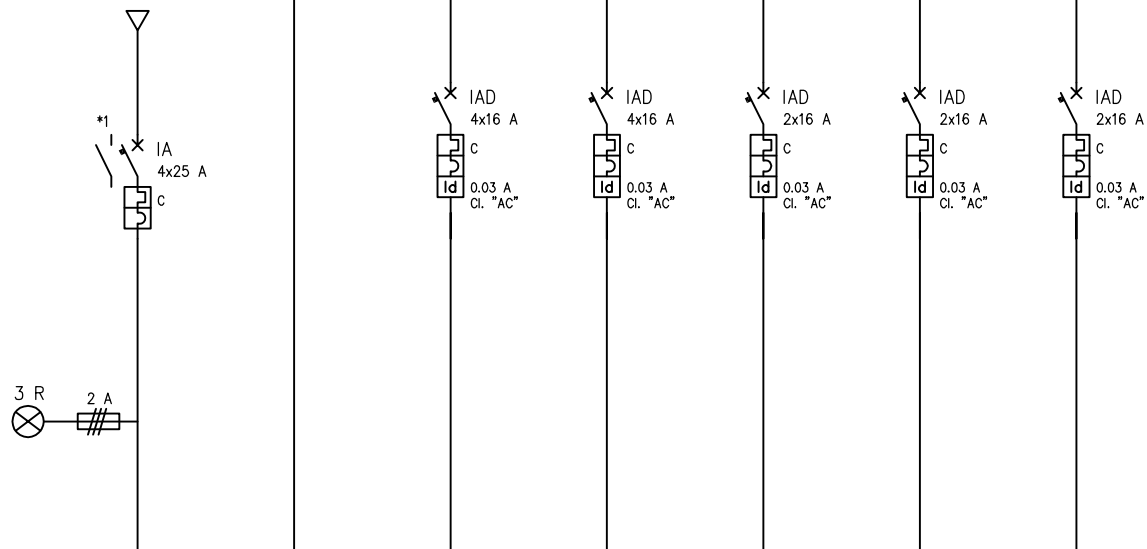 *1
IA
4x25 A
C
3 R
2 A
IAD
4x16 A
C
Id
0.03 A
Cl. "AC"
IAD
4x16 A
C
Id
0.03 A
Cl. "AC"
IAD
2x16 A
C
Id
0.03 A
Cl. "AC"
IAD
2x16 A
C
Id
0.03 A
Cl. "AC"
IAD
2x16 A
C
Id
0.03 A
Cl. "AC"